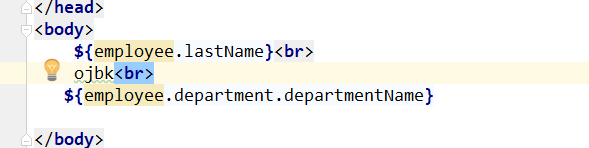 </head>
<body>
${employee.lastName}<br>
ojbk<br>
${employee.department.departmentName}
</body>